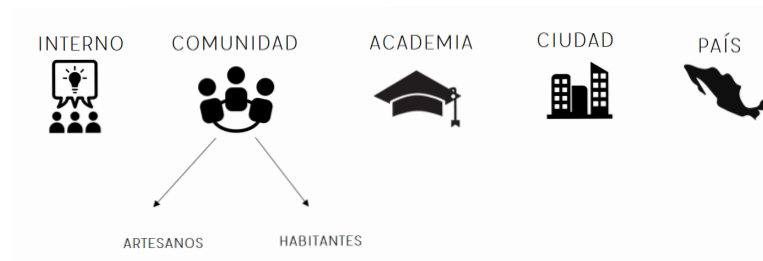 INTERNO
COMUNIDAD
ACADEMIA
CIUDAD
PAÍS
ARTESANOS
HABITANTES